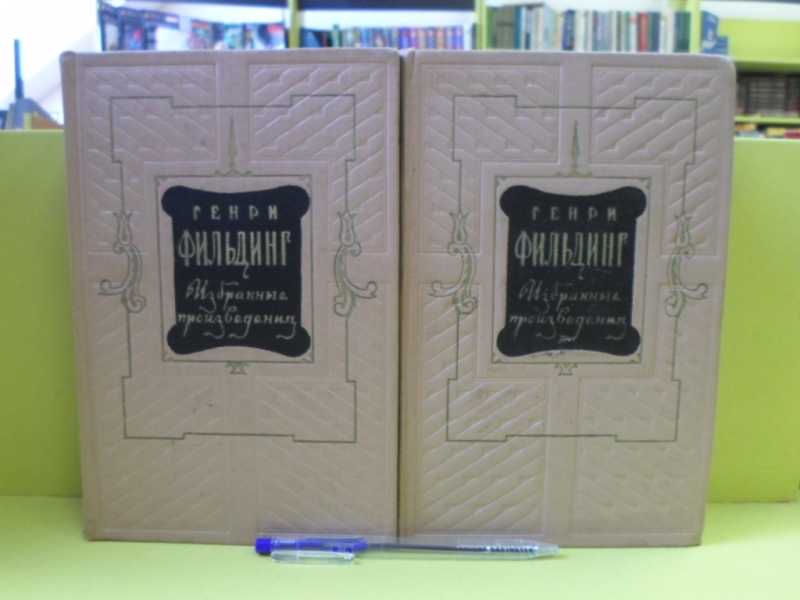 ГЕНРИ
ФИЛЬДИНГ
Избранные
произведения
ГЕНРИ
ФИЛЬДИНГ
Избранные
произведения